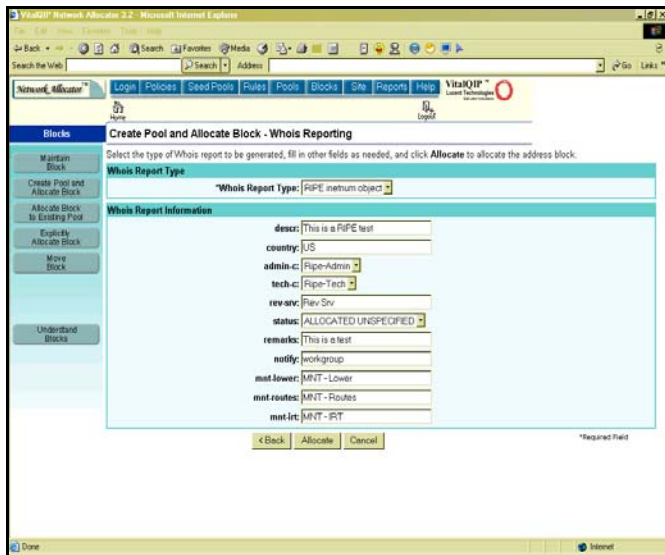 VitalQIP Network Allocator 2.2 - Microsoft Internet Explorer
Back
Search Favorites Media
Search the Web Search Address Go Links
Network Allocator™
Login Policies Seed Pools Rules Pools Blocks Site Reports Help
VitalQIP™
Lucent Technologies
Home
Logout
Blocks
Create Pool and Allocate Block - Whois Reporting
Select the type of Whois report to be generated, fill in other fields as needed, and click Allocate to allocate the address block.
Maintain
Block
Create Pool and
Allocate Block
Allocate Block
to Existing Pool
Explicitly
Allocate Block
Move
Block
Understand
Blocks
Whois Report Type
*Whois Report Type: RIPE inetnum object
Whois Report Information
descr: This is a RIPE test
country: US
admin-c: Ripe-Admin
tech-c: Ripe-Tech
rev-srv: Rev Srv
status: ALLOCATED UNSPECIFIED
remarks: This is a test
notify: workgroup
mnt-lower: MNT - Lower
mnt-routes: MNT - Routes
mnt-irt: MNT - IRT
<Back Allocate Cancel
*Required Field
Done
Internet